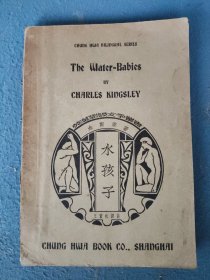 CHUNG HWA BILINGUAL SERIES
The Water-Babies
BY
CHARLES KINGSLEY
水孩子
CHUNG HWA BOOK CO., SHANGHAI